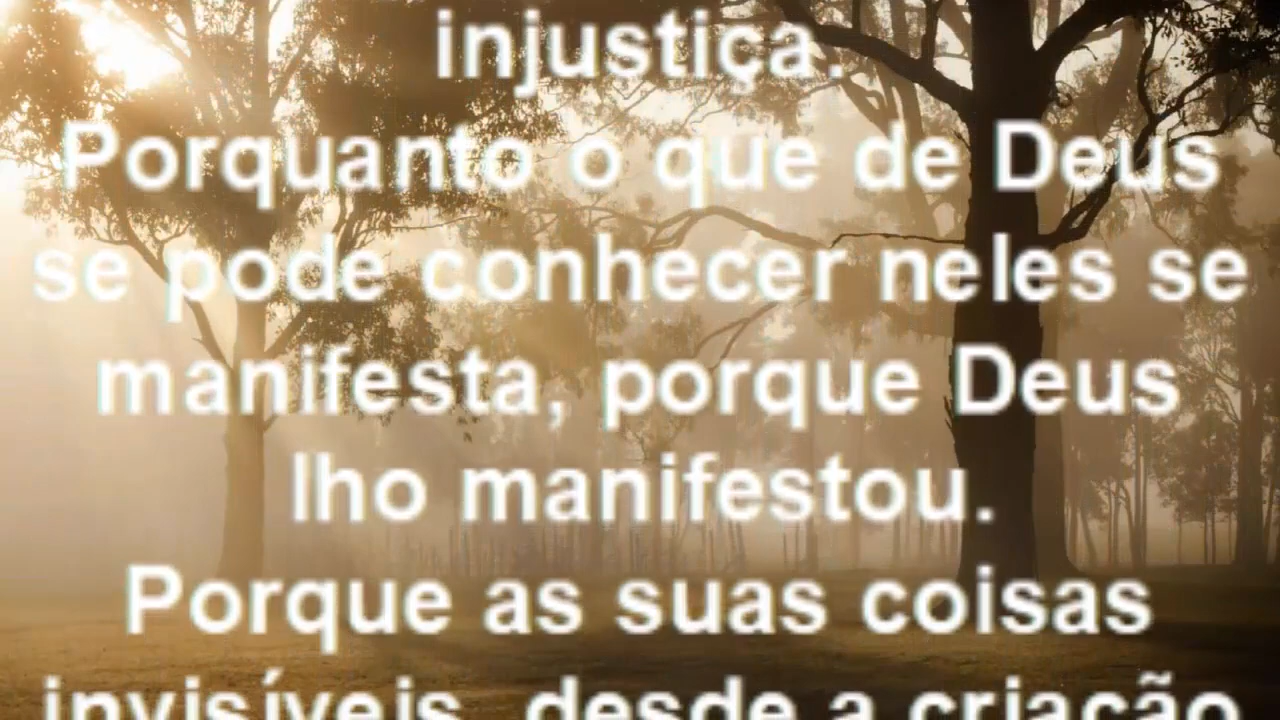 injustiça.
Porquanto o que de Deus
se pode conhecer neles se
manifesta, porque Deus
lho manifestou.
Porque as suas coisas
invisíveis, desde a criação